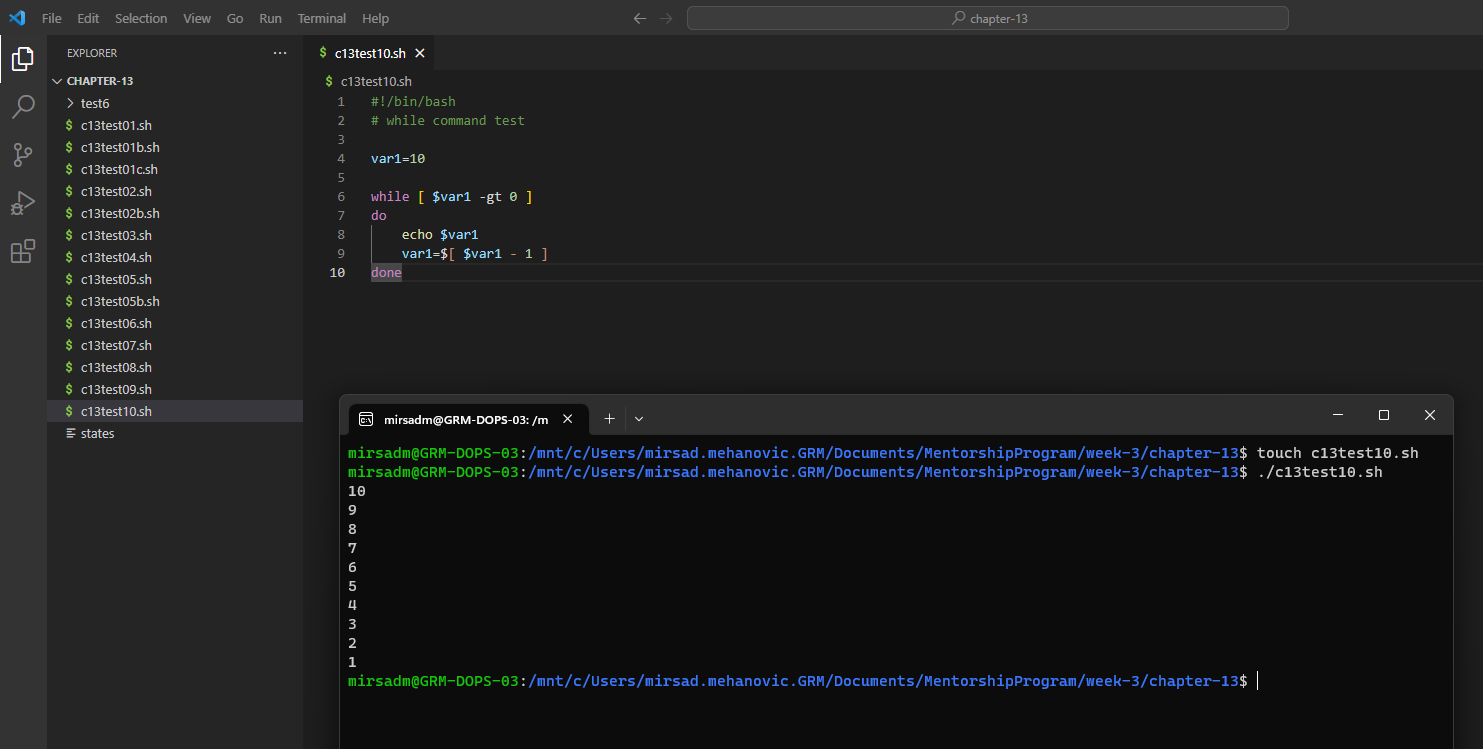 File Edit Selection View Go Run Terminal Help
chapter-13
EXPLORER
CHAPTER-13
test6
$ c13test01.sh
$ c13test01b.sh
$ c13test01c.sh
$ c13test02.sh
$ c13test02b.sh
$ c13test03.sh
$ c13test04.sh
$ c13test05.sh
$ c13test05b.sh
$ c13test06.sh
$ c13test07.sh
$ c13test08.sh
$ c13test09.sh
$ c13test10.sh
states
$ c13test10.sh
$ c13test10.sh
1 #!/bin/bash
2 # while command test
3
4 var1=10
5
6 while [ $var1 -gt 0 ]
7 do
8 echo $var1
9 var1=$[ $var1 - 1 ]
10 done
mirsadm@GRM-DOPS-03: /m
mirsadm@GRM-DOPS-03:/mnt/c/Users/mirsad.mehanovic.GRM/Documents/MentorshipProgram/week-3/chapter-13$ touch c13test10.sh
mirsadm@GRM-DOPS-03:/mnt/c/Users/mirsad.mehanovic.GRM/Documents/MentorshipProgram/week-3/chapter-13$ ./c13test10.sh
10
9
8
7
6
5
4
3
2
1
mirsadm@GRM-DOPS-03:/mnt/c/Users/mirsad.mehanovic.GRM/Documents/MentorshipProgram/week-3/chapter-13$